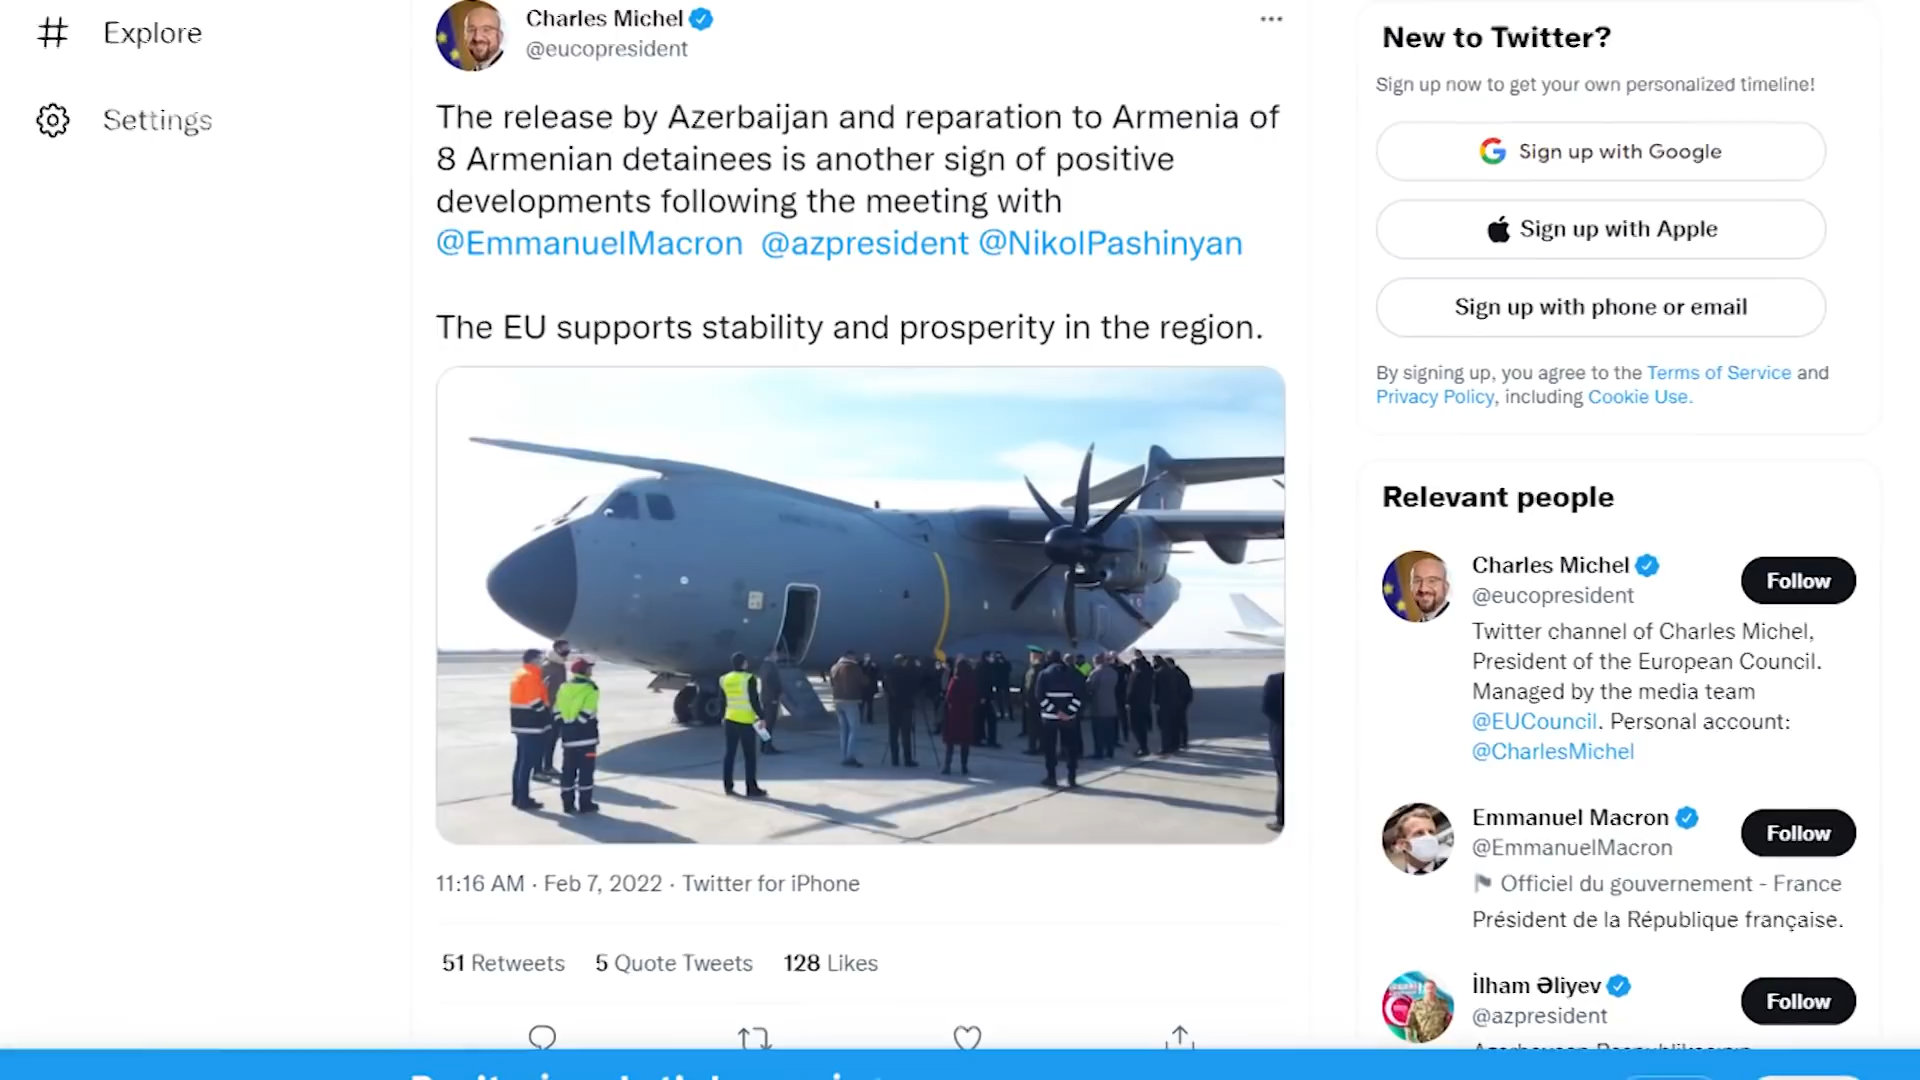 Explore
Settings
Charles Michel
@eucopresident
The release by Azerbaijan and reparation to Armenia of
8 Armenian detainees is another sign of positive
developments following the meeting with
@EmmanuelMacron @azpresident @NikolPashinyan
The EU supports stability and prosperity in the region.
11:16 AM · Feb 7, 2022 · Twitter for iPhone
51 Retweets 5 Quote Tweets 128 Likes
New to Twitter?
Sign up now to get your own personalized timeline!
Sign up with Google
Sign up with Apple
Sign up with phone or email
By signing up, you agree to the Terms of Service and
Privacy Policy, including Cookie Use.
Relevant people
Charles Michel
@eucopresident
Follow
Twitter channel of Charles Michel,
President of the European Council.
Managed by the media team
@EUCouncil. Personal account:
@CharlesMichel
Emmanuel Macron
@EmmanuelMacron
Follow
Officiel du gouvernement - France
Président de la République française.
İlham Əliyev
@azpresident
Follow